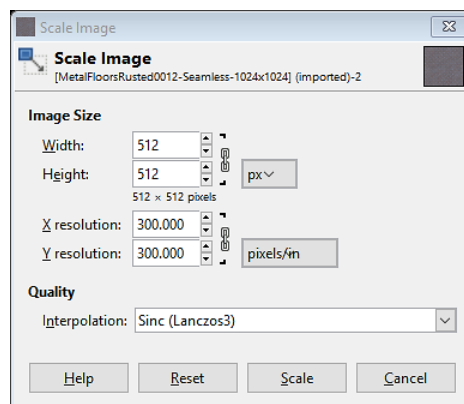 Scale Image
Scale Image
[MetalFloorsRusted0012-Seamless-1024x1024] (imported)-2
Image Size
Width: 512
Height: 512 px
512 × 512 pixels
X resolution: 300.000
Y resolution: 300.000 pixels/in
Quality
Interpolation: Sinc (Lanczos3)
Help Reset Scale Cancel